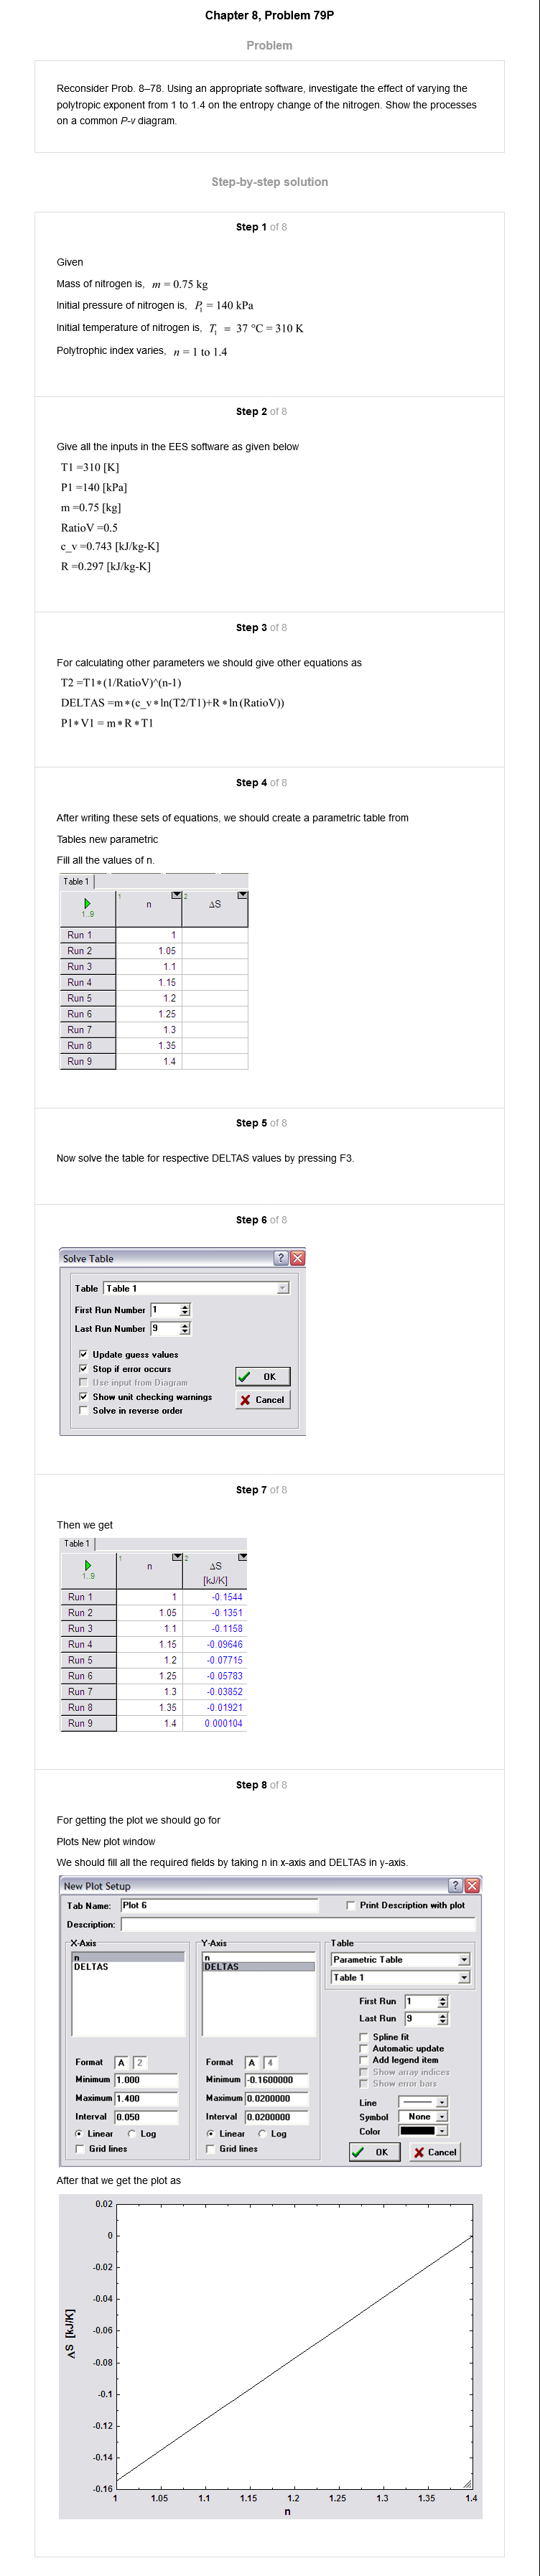 Chapter 8, Problem 79P
Problem
Reconsider Prob. 8–78. Using an appropriate software, investigate the effect of varying the
polytropic exponent from 1 to 1.4 on the entropy change of the nitrogen. Show the processes
on a common P-v diagram.
Step-by-step solution
Step 1 of 8
Given
Mass of nitrogen is, m = 0.75 kg
Initial pressure of nitrogen is, P₁ = 140 kPa
Initial temperature of nitrogen is, T₁ = 37 °C = 310 K
Polytrophic index varies, n = 1 to 1.4
Step 2 of 8
Give all the inputs in the EES software as given below
T1 =310 [K]
P1 =140 [kPa]
m =0.75 [kg]
RatioV =0.5
c_v =0.743 [kJ/kg-K]
R =0.297 [kJ/kg-K]
Step 3 of 8
For calculating other parameters we should give other equations as
T2 =T1*(1/RatioV)^(n-1)
DELTAS =m*(c_v*ln(T2/T1)+R*ln(RatioV))
P1*V1 = m*R*T1
Step 4 of 8
After writing these sets of equations, we should create a parametric table from
Tables new parametric
Fill all the values of n.
Table 1
1..9 1 n 2 ΔS
Run 1 1
Run 2 1.05
Run 3 1.1
Run 4 1.15
Run 5 1.2
Run 6 1.25
Run 7 1.3
Run 8 1.35
Run 9 1.4
Step 5 of 8
Now solve the table for respective DELTAS values by pressing F3.
Step 6 of 8
Solve Table ?
Table Table 1
First Run Number 1
Last Run Number 9
Update guess values
Stop if error occurs
Use input from Diagram
Show unit checking warnings
Solve in reverse order
OK
Cancel
Step 7 of 8
Then we get
Table 1
1..9 1 n 2 ΔS
[kJ/K]
Run 1 1 -0.1544
Run 2 1.05 -0.1351
Run 3 1.1 -0.1158
Run 4 1.15 -0.09646
Run 5 1.2 -0.07715
Run 6 1.25 -0.05783
Run 7 1.3 -0.03852
Run 8 1.35 -0.01921
Run 9 1.4 0.000104
Step 8 of 8
For getting the plot we should go for
Plots New plot window
We should fill all the required fields by taking n in x-axis and DELTAS in y-axis.
New Plot Setup ?
Tab Name: Plot 6 Print Description with plot
Description:
X-Axis
n
DELTAS
Format A 2
Minimum 1.000
Maximum 1.400
Interval 0.050
Linear Log
Grid lines
Y-Axis
n
DELTAS
Format A 4
Minimum -0.1600000
Maximum 0.0200000
Interval 0.0200000
Linear Log
Grid lines
Table
Parametric Table
Table 1
First Run 1
Last Run 9
Spline fit
Automatic update
Add legend item
Show array indices
Show error bars
Line
Symbol None
Color
OK Cancel
After that we get the plot as
0.02
0
-0.02
-0.04
-0.06
-0.08
-0.1
-0.12
-0.14
-0.16
ΔS [kJ/K]
1 1.05 1.1 1.15 1.2 1.25 1.3 1.35 1.4
n